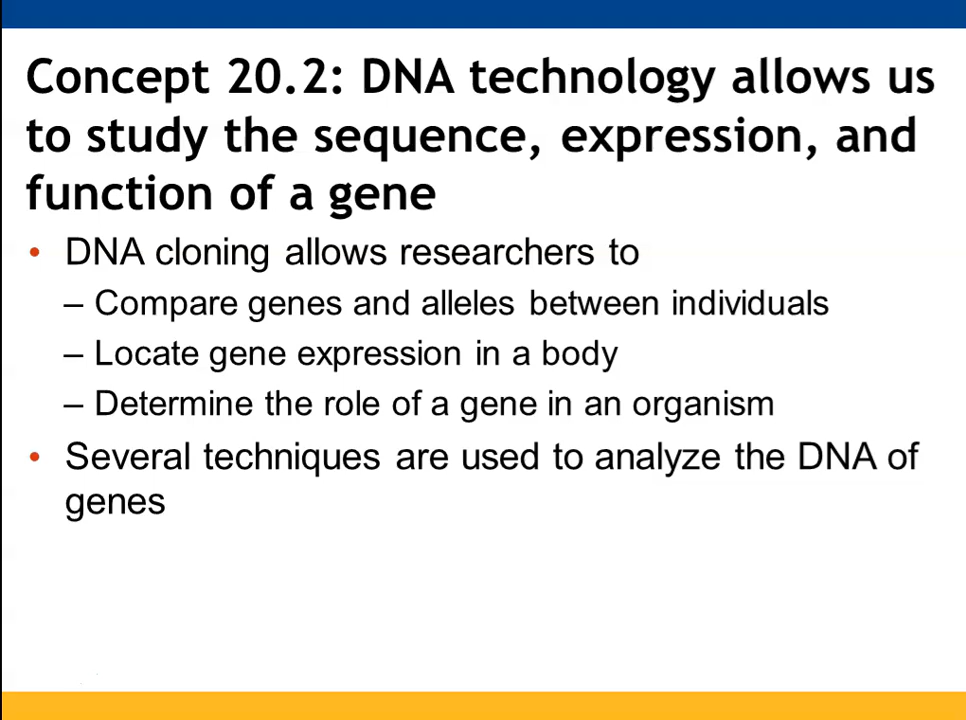 Concept 20.2: DNA technology allows us
to study the sequence, expression, and
function of a gene
• DNA cloning allows researchers to
– Compare genes and alleles between individuals
– Locate gene expression in a body
– Determine the role of a gene in an organism
• Several techniques are used to analyze the DNA of
genes